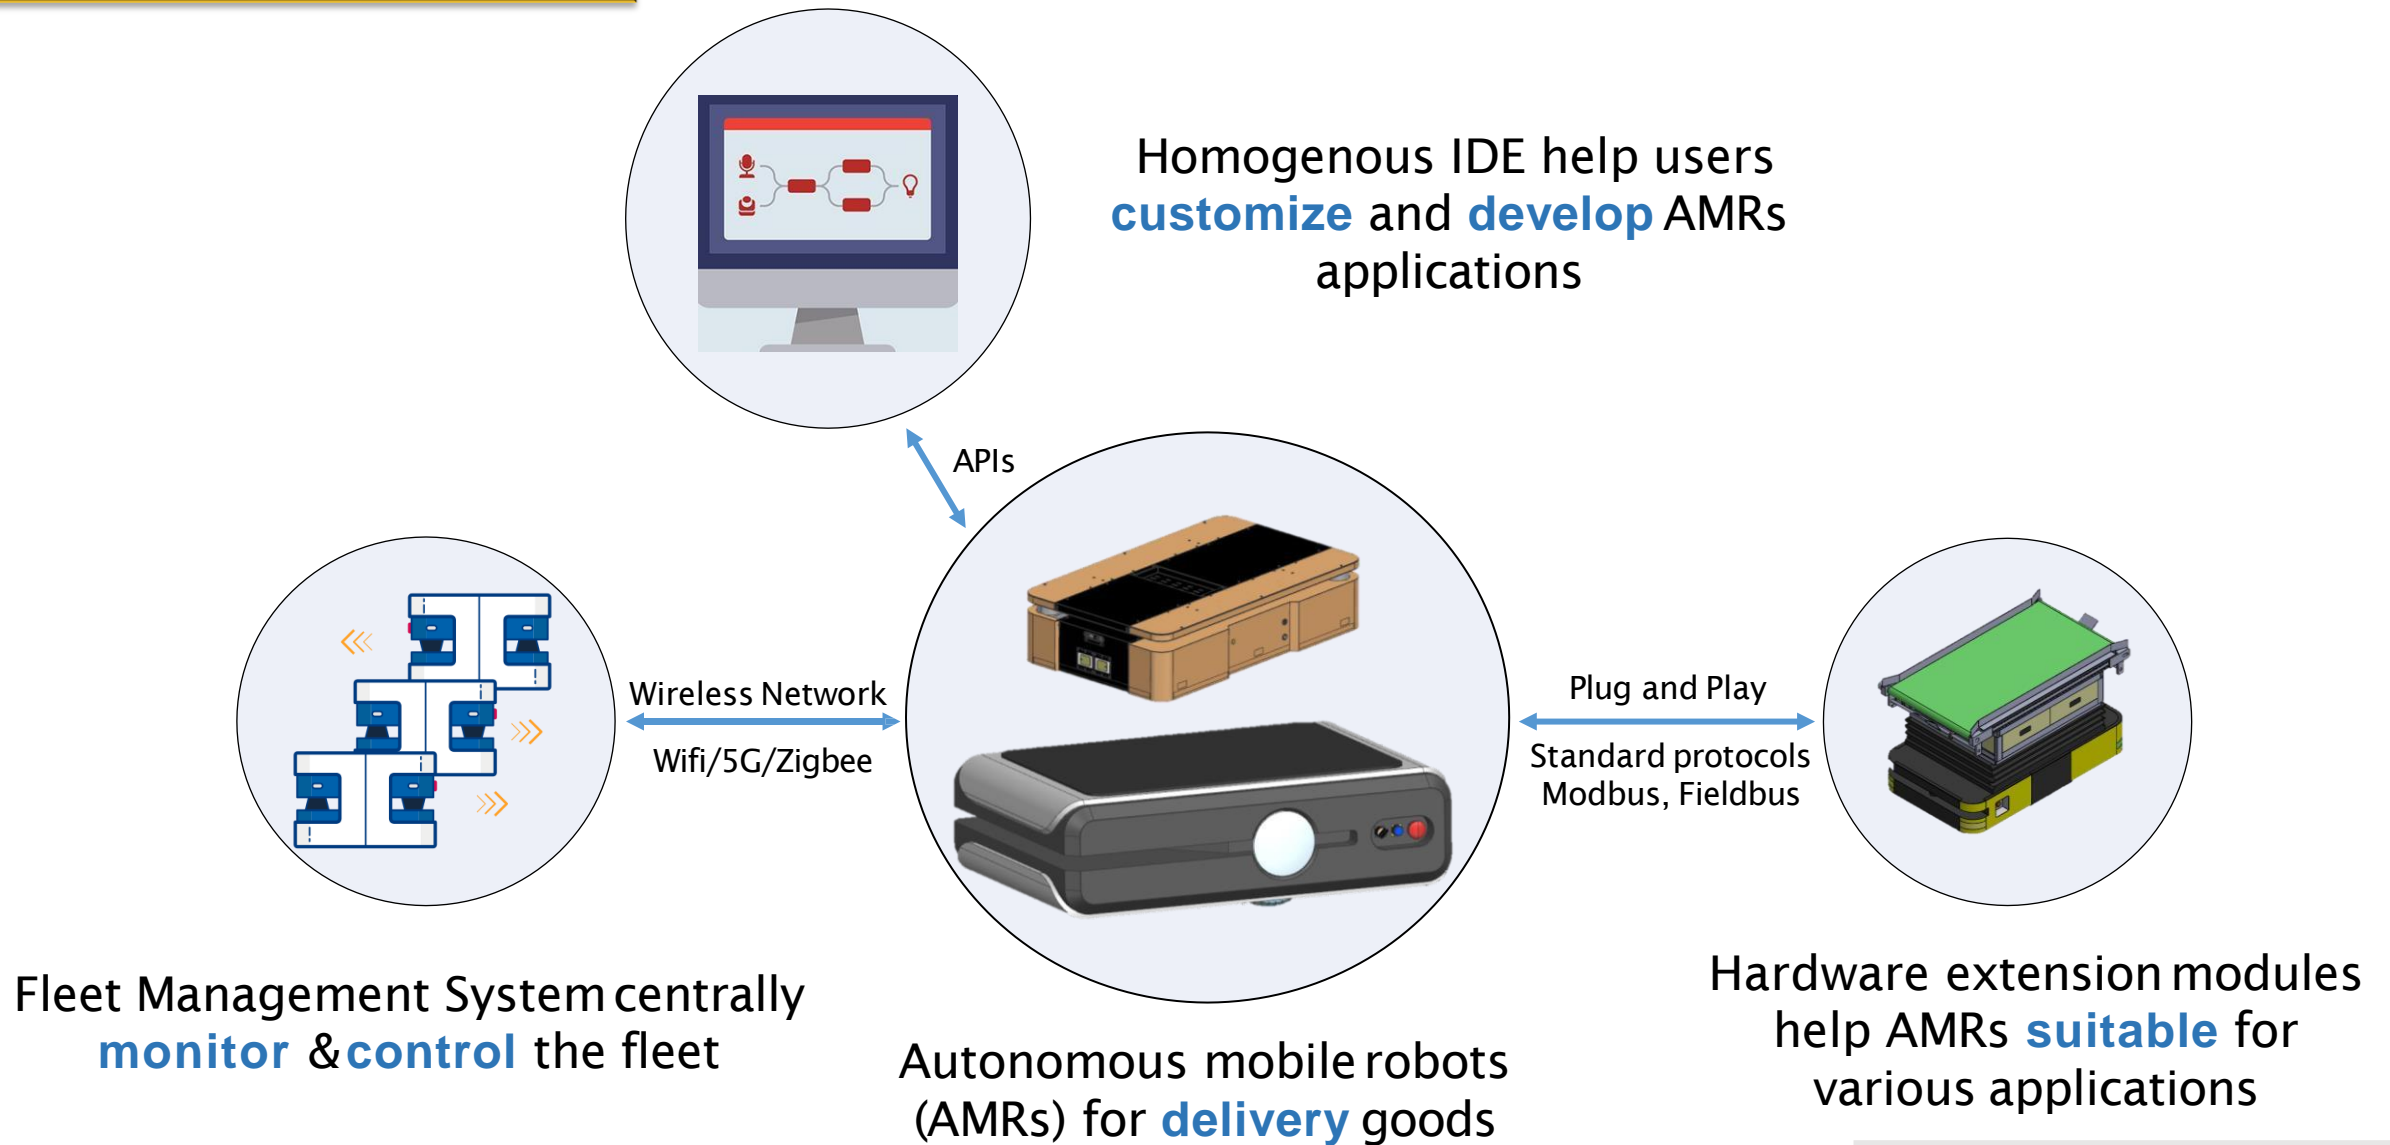 Homogenous IDE help users
customize and develop AMRs
applications
APIs
Wireless Network
Wifi/5G/Zigbee
Plug and Play
Standard protocols
Modbus, Fieldbus
Fleet Management System centrally
monitor &control the fleet
Autonomous mobile robots
(AMRs) for delivery goods
Hardware extension modules
help AMRs suitable for
various applications